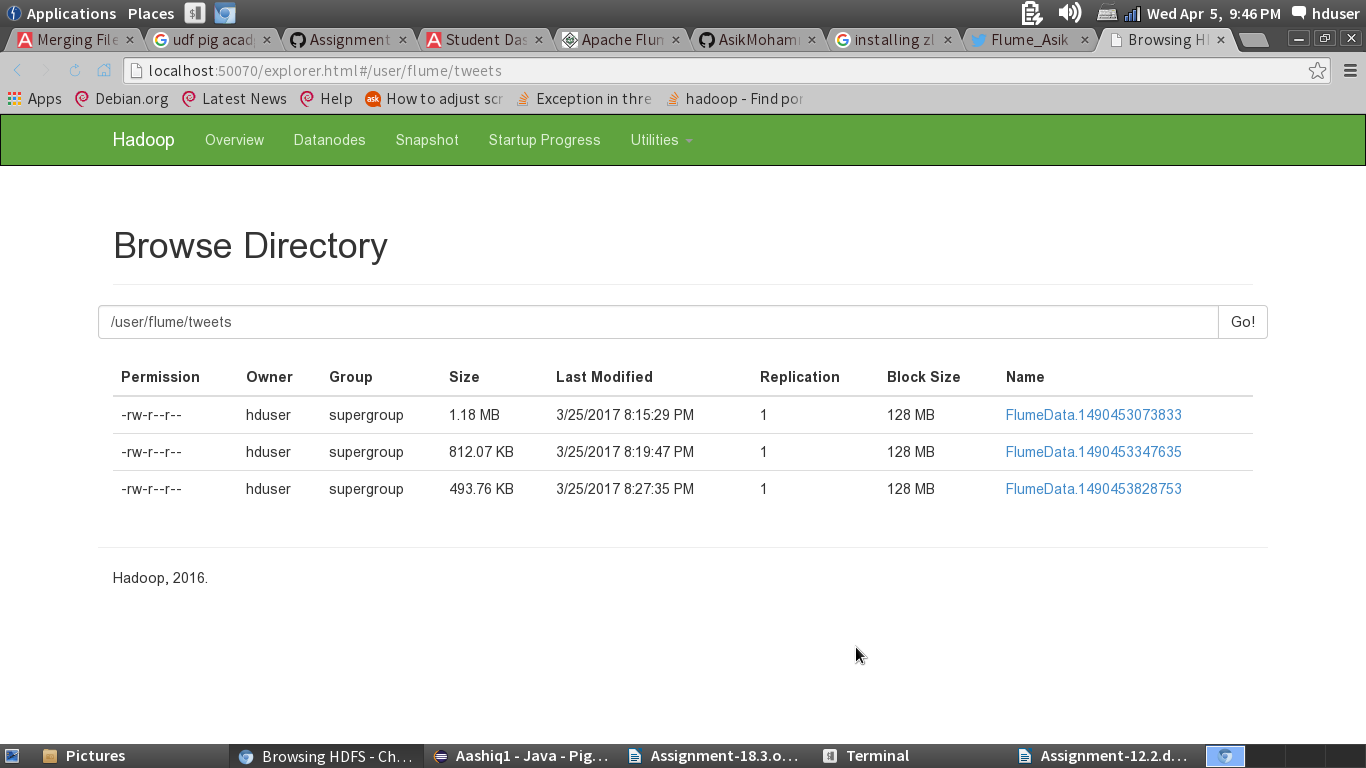 Applications Places Wed Apr 5, 9:46 PM hduser
Merging File udf pig acad Assignment Student Das Apache Flum AsikMoham installing zl Flume_Asik Browsing H
localhost:50070/explorer.html#/user/flume/tweets
Apps Debian.org Latest News Help ask How to adjust scr Exception in thre hadoop - Find por
Hadoop Overview Datanodes Snapshot Startup Progress Utilities
Browse Directory
/user/flume/tweets Go!
Permission Owner Group Size Last Modified Replication Block Size Name
-rw-r--r-- hduser supergroup 1.18 MB 3/25/2017 8:15:29 PM 1 128 MB FlumeData.1490453073833
-rw-r--r-- hduser supergroup 812.07 KB 3/25/2017 8:19:47 PM 1 128 MB FlumeData.1490453347635
-rw-r--r-- hduser supergroup 493.76 KB 3/25/2017 8:27:35 PM 1 128 MB FlumeData.1490453828753
Hadoop, 2016.
Pictures Browsing HDFS - Ch... Aashiq1 - Java - Pig... Assignment-18.3.o... Terminal Assignment-12.2.d...